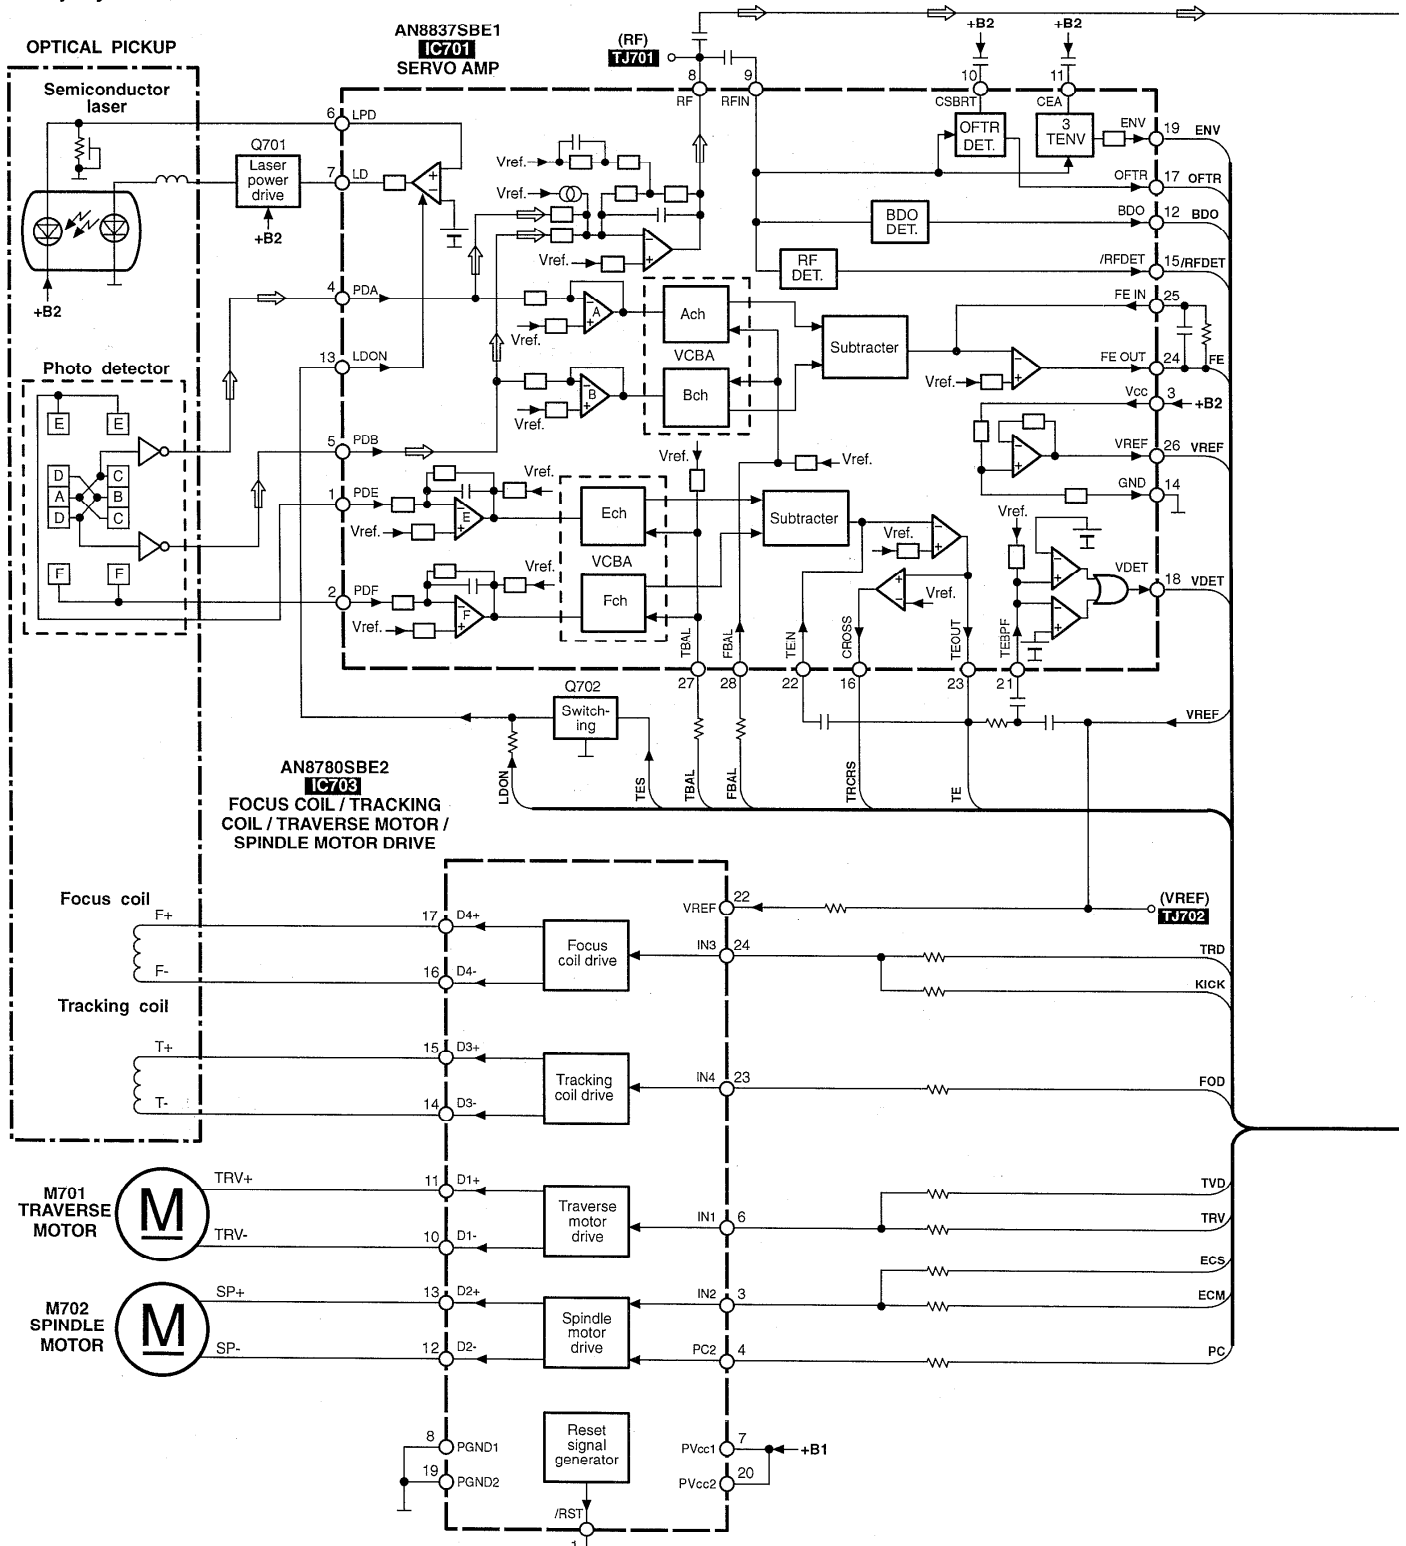 OPTICAL PICKUP
Semiconductor
laser
+B2
Photo detector
E
E
D
A
D
C
B
C
F
F
Q701
Laser
power
drive
+B2
AN8837SBE1
IC701
SERVO AMP
(RF)
TJ701
8
RF
9
RFIN
+B2
10
CSBRT
+B2
11
CEA
6
LPD
7
LD
4
PDA
13
LDON
5
PDB
1
PDE
2
PDF
Vref.
Vref.
Vref.
Vref.
Vref.
Vref.
Vref.
Vref.
Vref.
A
B
E
F
+
−
+
−
Ach
VCBA
Bch
Ech
VCBA
Fch
Vref.
Vref.
Subtracter
Subtracter
OFTR
DET.
3
TENV
BDO
DET.
RF
DET.
Vref.
Vref.
Vref.
Vref.
ENV
19
ENV
OFTR
17
OFTR
BDO
12
BDO
/RFDET
15
/RFDET
FE IN
25
FE OUT
24
FE
Vcc
3
+B2
VREF
26
VREF
GND
14
VDET
18
VDET
TBAL
27
FBAL
28
TEIN
22
CROSS
16
TEOUT
23
TEBPF
21
VREF
Q702
Switch-
ing
LDON
TES
TBAL
FBAL
TRCRS
TE
AN8780SBE2
IC703
FOCUS COIL / TRACKING
COIL / TRAVERSE MOTOR /
SPINDLE MOTOR DRIVE
Focus coil
F+
F-
17
D4+
16
D4-
Focus
coil drive
VREF
22
(VREF)
TJ702
IN3
24
TRD
KICK
Tracking coil
T+
T-
15
D3+
14
D3-
Tracking
coil drive
IN4
23
FOD
M701
TRAVERSE
MOTOR
M
TRV+
TRV-
11
D1+
10
D1-
Traverse
motor
drive
IN1
6
TVD
TRV
M702
SPINDLE
MOTOR
M
SP+
SP-
13
D2+
12
D2-
Spindle
motor
drive
IN2
3
ECS
ECM
PC2
4
PC
8
PGND1
19
PGND2
Reset
signal
generator
/RST
1
PVcc1
7
+B1
PVcc2
20